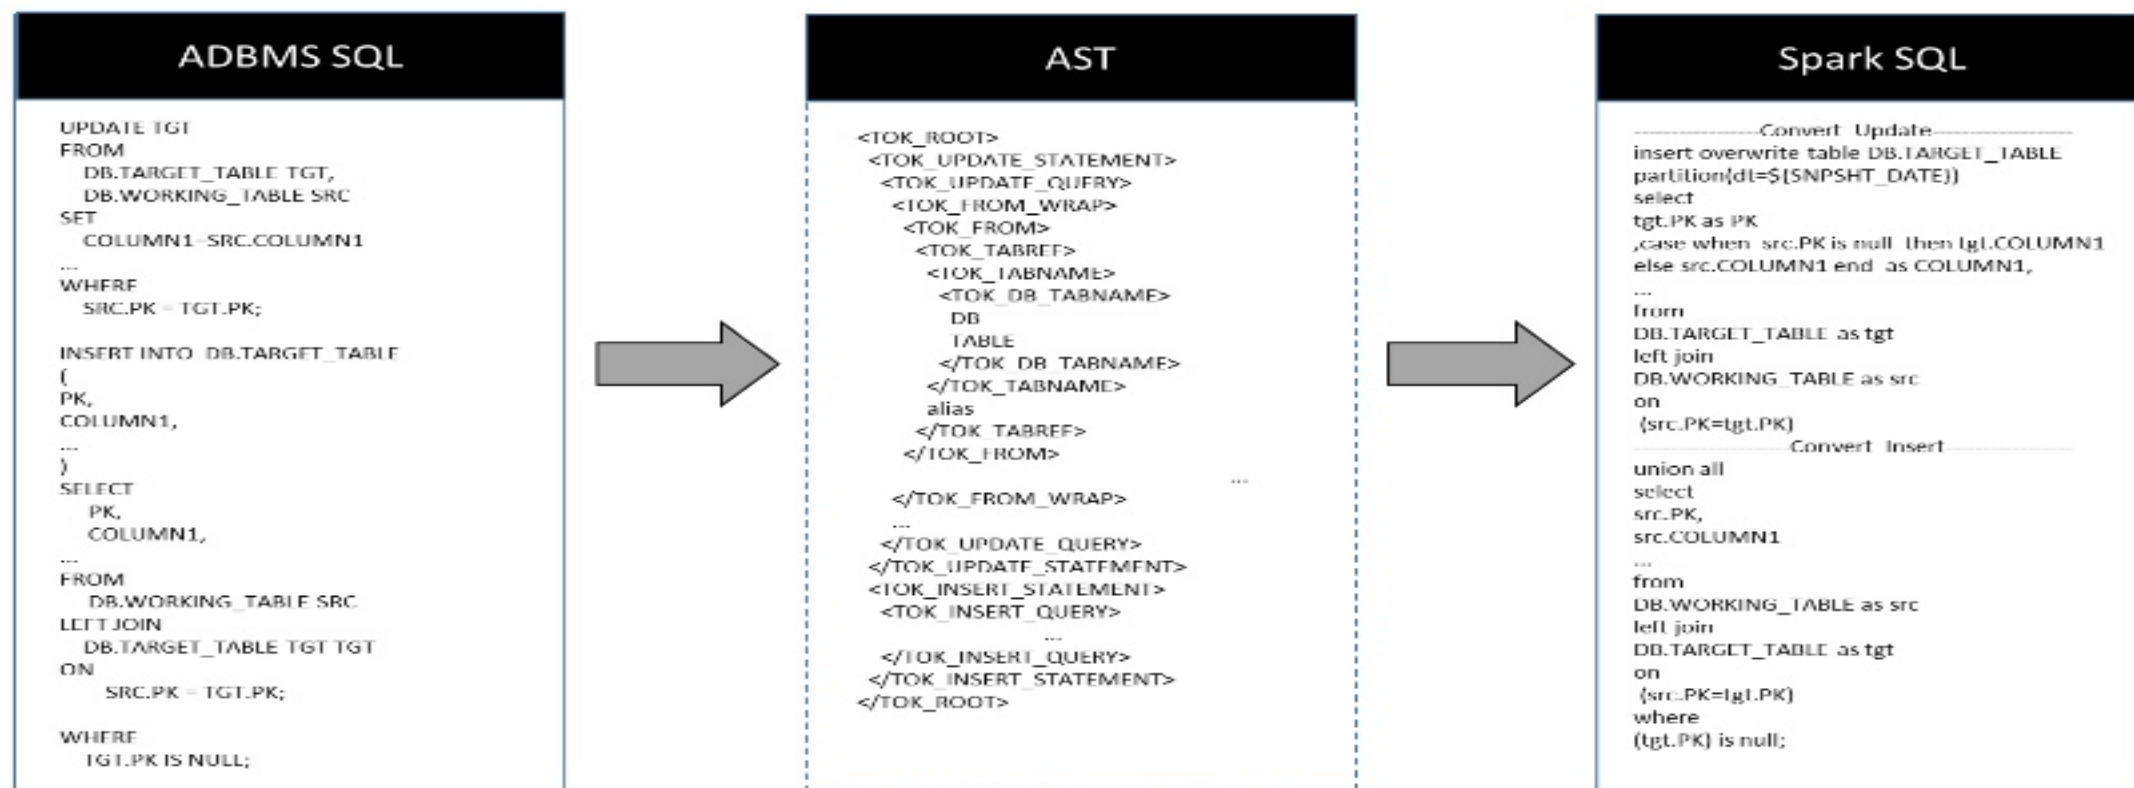 ADBMS SQL
UPDATE TGT
FROM
DB.TARGET_TABLE TGT,
DB.WORKING_TABLE SRC
SET
COLUMN1=SRC.COLUMN1
...
WHERE
SRC.PK = TGT.PK;
INSERT INTO DB.TARGET_TABLE
(
PK,
COLUMN1,
...
)
SELECT
PK,
COLUMN1,
...
FROM
DB.WORKING_TABLE SRC
LEFT JOIN
DB.TARGET_TABLE TGT TGT
ON
SRC.PK = TGT.PK;
WHERE
TGT.PK IS NULL;
AST
<TOK_ROOT>
<TOK_UPDATE_STATEMENT>
<TOK_UPDATE_QUERY>
<TOK_FROM_WRAP>
<TOK_FROM>
<TOK_TABREF>
<TOK_TABNAME>
<TOK_DB_TABNAME>
DB
TABLE
</TOK_DB_TABNAME>
</TOK_TABNAME>
alias
</TOK_TABREF>
</TOK_FROM>
...
</TOK_FROM_WRAP>
...
</TOK_UPDATE_QUERY>
</TOK_UPDATE_STATEMENT>
<TOK_INSERT_STATEMENT>
<TOK_INSERT_QUERY>
...
</TOK_INSERT_QUERY>
</TOK_INSERT_STATEMENT>
</TOK_ROOT>
Spark SQL
------------------Convert Update--------------------
insert overwrite table DB.TARGET_TABLE
partition(dt=${SNPSHT_DATE})
select
tgt.PK as PK
,case when src.PK is null then tgt.COLUMN1
else src.COLUMN1 end as COLUMN1,
...
from
DB.TARGET_TABLE as tgt
left join
DB.WORKING_TABLE as src
on
(src.PK=tgt.PK)
----------------------Convert Insert------------------
union all
select
src.PK,
src.COLUMN1
...
from
DB.WORKING_TABLE as src
left join
DB.TARGET_TABLE as tgt
on
(src.PK=tgt.PK)
where
(tgt.PK) is null;